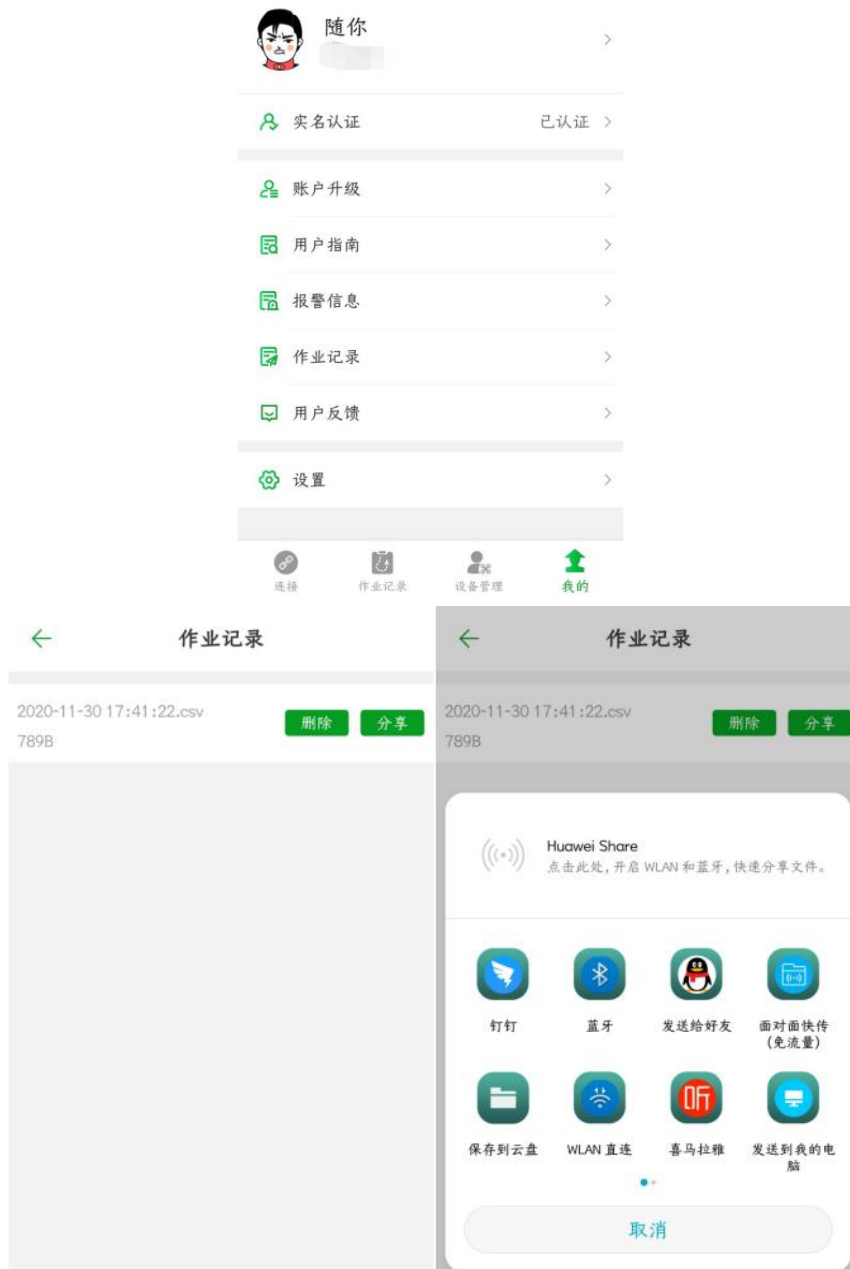 随你
实名认证 已认证
账户升级
用户指南
报警信息
作业记录
用户反馈
设置
连接 作业记录 设备管理 我的
作业记录
2020-11-30 17:41:22.csv
789B
删除 分享
作业记录
2020-11-30 17:41:22.csv
789B
删除 分享
Huawei Share
点击此处,开启 WLAN 和蓝牙,快速分享文件。
钉钉 蓝牙 发送给好友 面对面快传
(免流量)
听
保存到云盘 WLAN 直连 喜马拉雅 发送到我的电
脑
取消